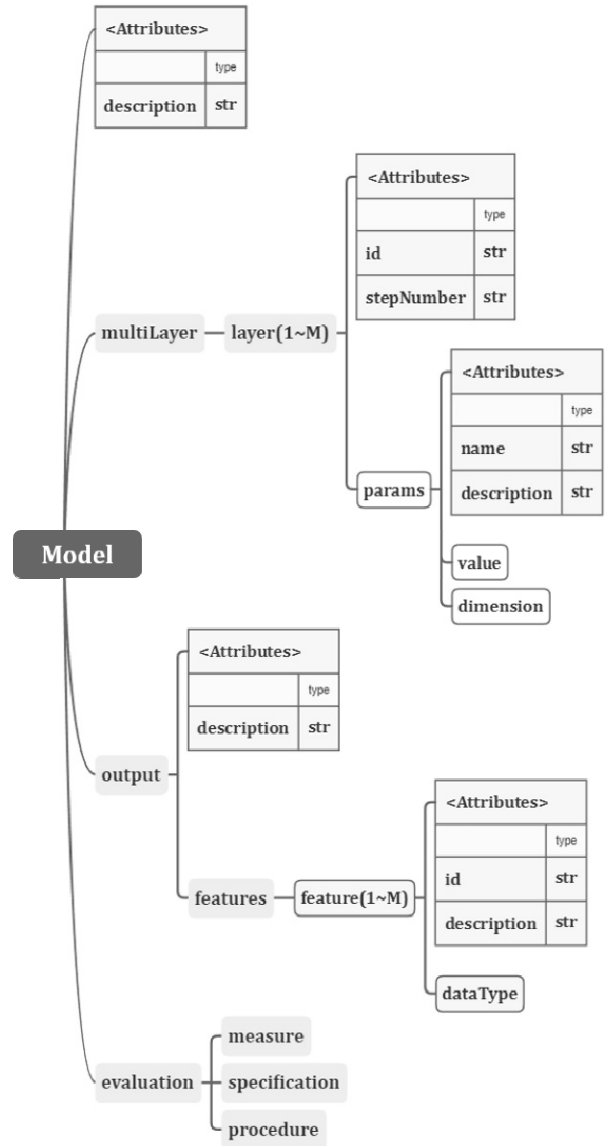 <Attributes>
type
description str
<Attributes>
type
id str
stepNumber str
multiLayer layer(1~M)
<Attributes>
type
name str
description str
params
value
dimension
Model
<Attributes>
type
description str
output
<Attributes>
type
id str
description str
features feature(1~M)
dataType
measure
evaluation specification
procedure